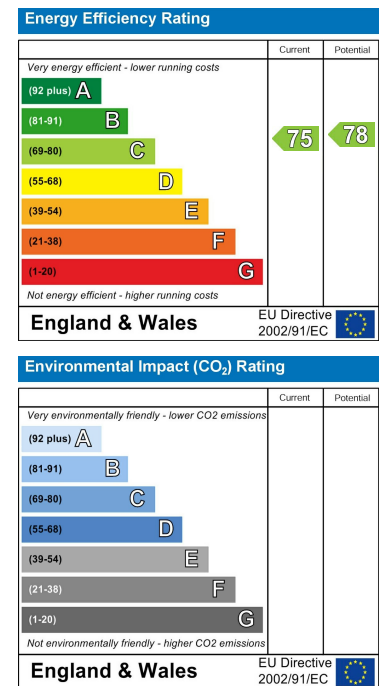 Energy Efficiency Rating
Current Potential
Very energy efficient - lower running costs
(92 plus) A
(81-91) B
(69-80) C
(55-68) D
(39-54) E
(21-38) F
(1-20) G
75 78
Not energy efficient - higher running costs
England & Wales
EU Directive
2002/91/EC
Environmental Impact (CO₂) Rating
Current Potential
Very environmentally friendly - lower CO2 emissions
(92 plus) A
(81-91) B
(69-80) C
(55-68) D
(39-54) E
(21-38) F
(1-20) G
Not environmentally friendly - higher CO2 emissions
England & Wales
EU Directive
2002/91/EC